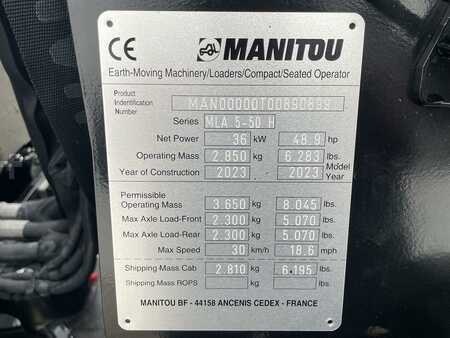 CE MANITOU
Earth-Moving Machinery/Loaders/Compact/Seated Operator
Product
Indentification
Number
MAN00000T00890899
Series MLA 5-50 H
Net Power 36 kW 48.9 hp
Operating Mass 2.850 kg 6.283 lbs.
Year of Construction 2023 . . 2023 Model Year
Permissible
Operating Mass 3.650 kg 8.045 lbs.
Max Axle Load-Front 2.300 kg 5.070 lbs.
Max Axle Load-Rear 2.300 kg 5.070 lbs.
Max Speed 30 km/h 18.6 mph
Shipping Mass Cab 2.810 kg 6.195 lbs.
Shipping Mass ROPS kg lbs.
MANITOU BF - 44158 ANCENIS CEDEX - FRANCE